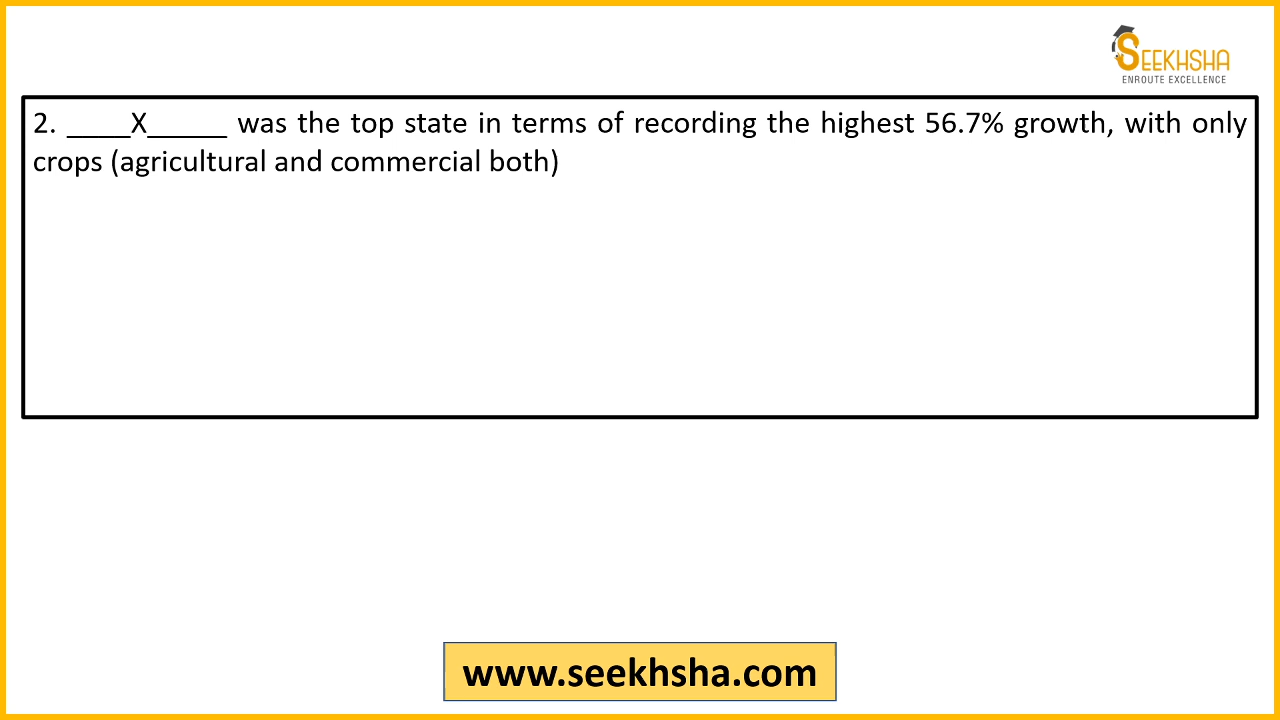 SEEKHSHA
ENROUTE EXCELLENCE
2. ____X_____ was the top state in terms of recording the highest 56.7% growth, with only
crops (agricultural and commercial both)
www.seekhsha.com